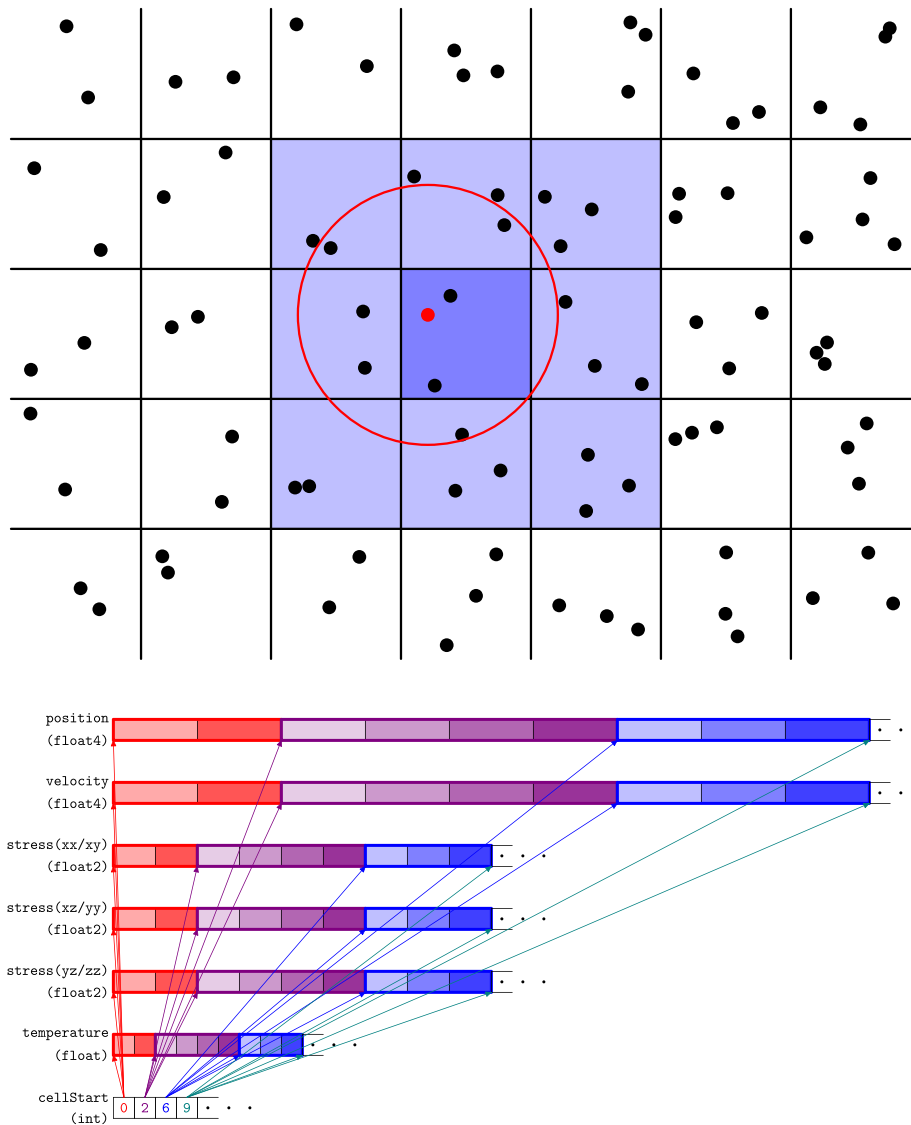 position
(float4)
velocity
(float4)
stress(xx/xy)
(float2)
stress(xz/yy)
(float2)
stress(yz/zz)
(float2)
temperature
(float)
cellStart
(int)
0 2 6 9